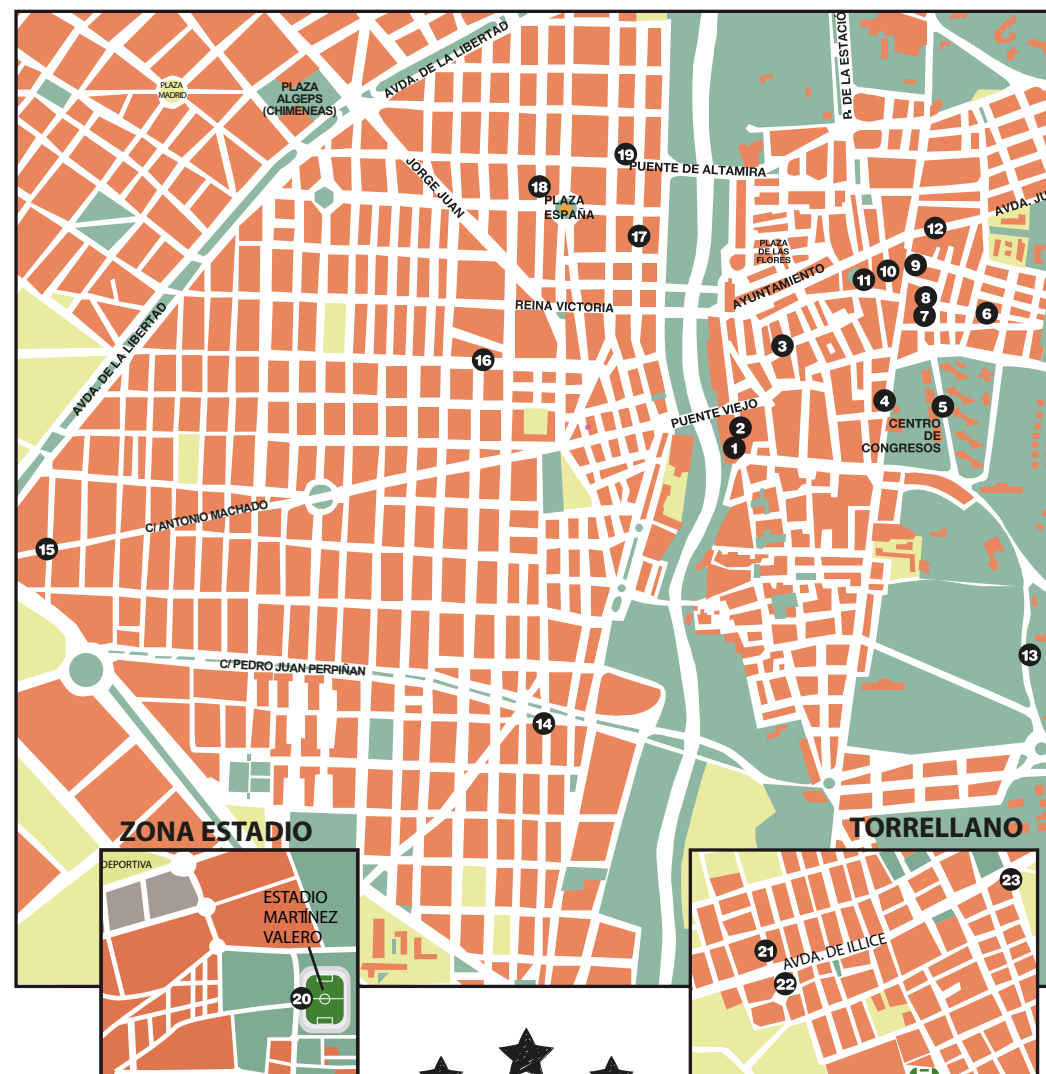 AVDA. DE LA LIBERTAD
P. DE LA ESTACIÓ
PLAZA
MADRID
PLAZA
ALGEPS
(CHIMENEAS)
19
PUENTE DE ALTAMIRA
JORGE JUAN
18
PLAZA
ESPAÑA
AVDA. JU
12
17
PLAZA
DE LAS
FLORES
9
10
11
AYUNTAMIENTO
8
7
6
REINA VICTORIA
3
AVDA. DE LA LIBERTAD
16
4
5
PUENTE VIEJO
CENTRO
DE
CONGRESOS
2
1
C/ ANTONIO MACHADO
15
13
C/ PEDRO JUAN PERPIÑAN
14
ZONA ESTADIO
DEPORTIVA
ESTADIO
MARTÍNEZ
VALERO
20
TORRELLANO
23
21
AVDA. DE ILLICE
22